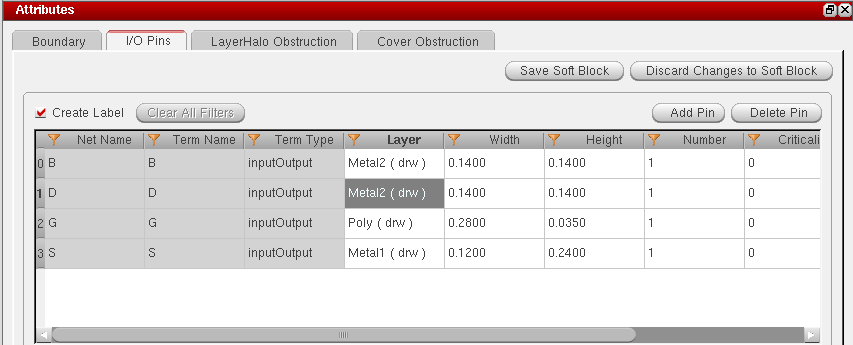 Attributes
Boundary I/O Pins LayerHalo Obstruction Cover Obstruction
Save Soft Block Discard Changes to Soft Block
Create Label Clear All Filters Add Pin Delete Pin
Net Name Term Name Term Type Layer Width Height Number Criticali
0 B B inputOutput Metal2 ( drw ) 0.1400 0.1400 1 0
1 D D inputOutput Metal2 ( drw ) 0.1400 0.1400 1 0
2 G G inputOutput Poly ( drw ) 0.2800 0.0350 1 0
3 S S inputOutput Metal1 ( drw ) 0.1200 0.2400 1 0